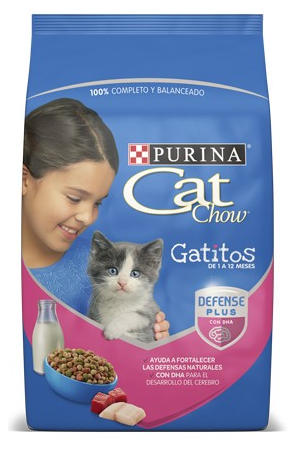 100% COMPLETO Y BALANCEADO
PURINA
Cat
Chow
Gatitos
DE 1 A 12 MESES
DEFENSE
PLUS
CON DHA
✓ AYUDA A FORTALECER
LAS DEFENSAS NATURALES
✓ CON DHA PARA EL
DESARROLLO DEL CEREBRO